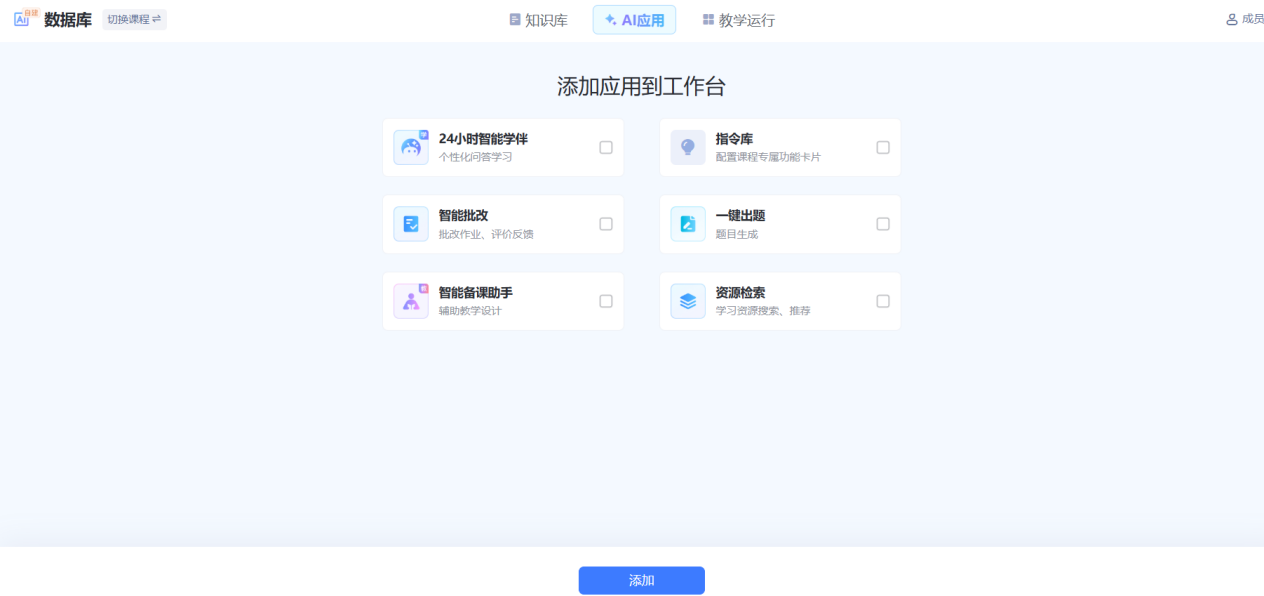 Ai 自建 数据库 切换课程 知识库 AI应用 教学运行 成员
添加应用到工作台
24小时智能学伴 指令库
个性化问答学习 配置课程专属功能卡片
智能批改 一键出题
批改作业、评价反馈 题目生成
智能备课助手 资源检索
辅助教学设计 学习资源搜索、推荐
添加